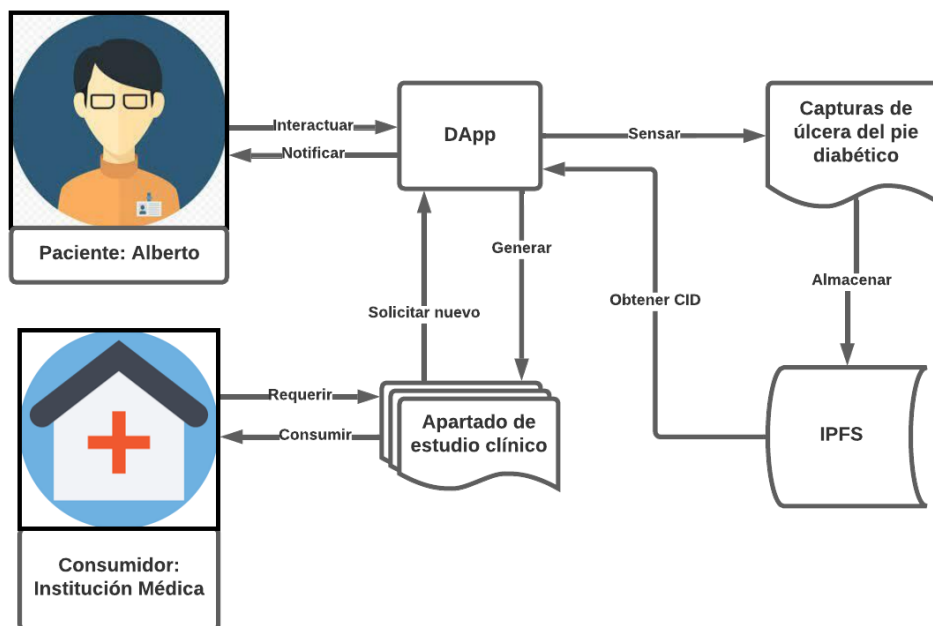 Interactuar
Notificar
DApp
Sensar
Capturas de
úlcera del pie
diabético
Paciente: Alberto
Generar
Almacenar
Obtener CID
Solicitar nuevo
Requerir
Consumir
Apartado de
estudio clínico
IPFS
Consumidor:
Institución Médica